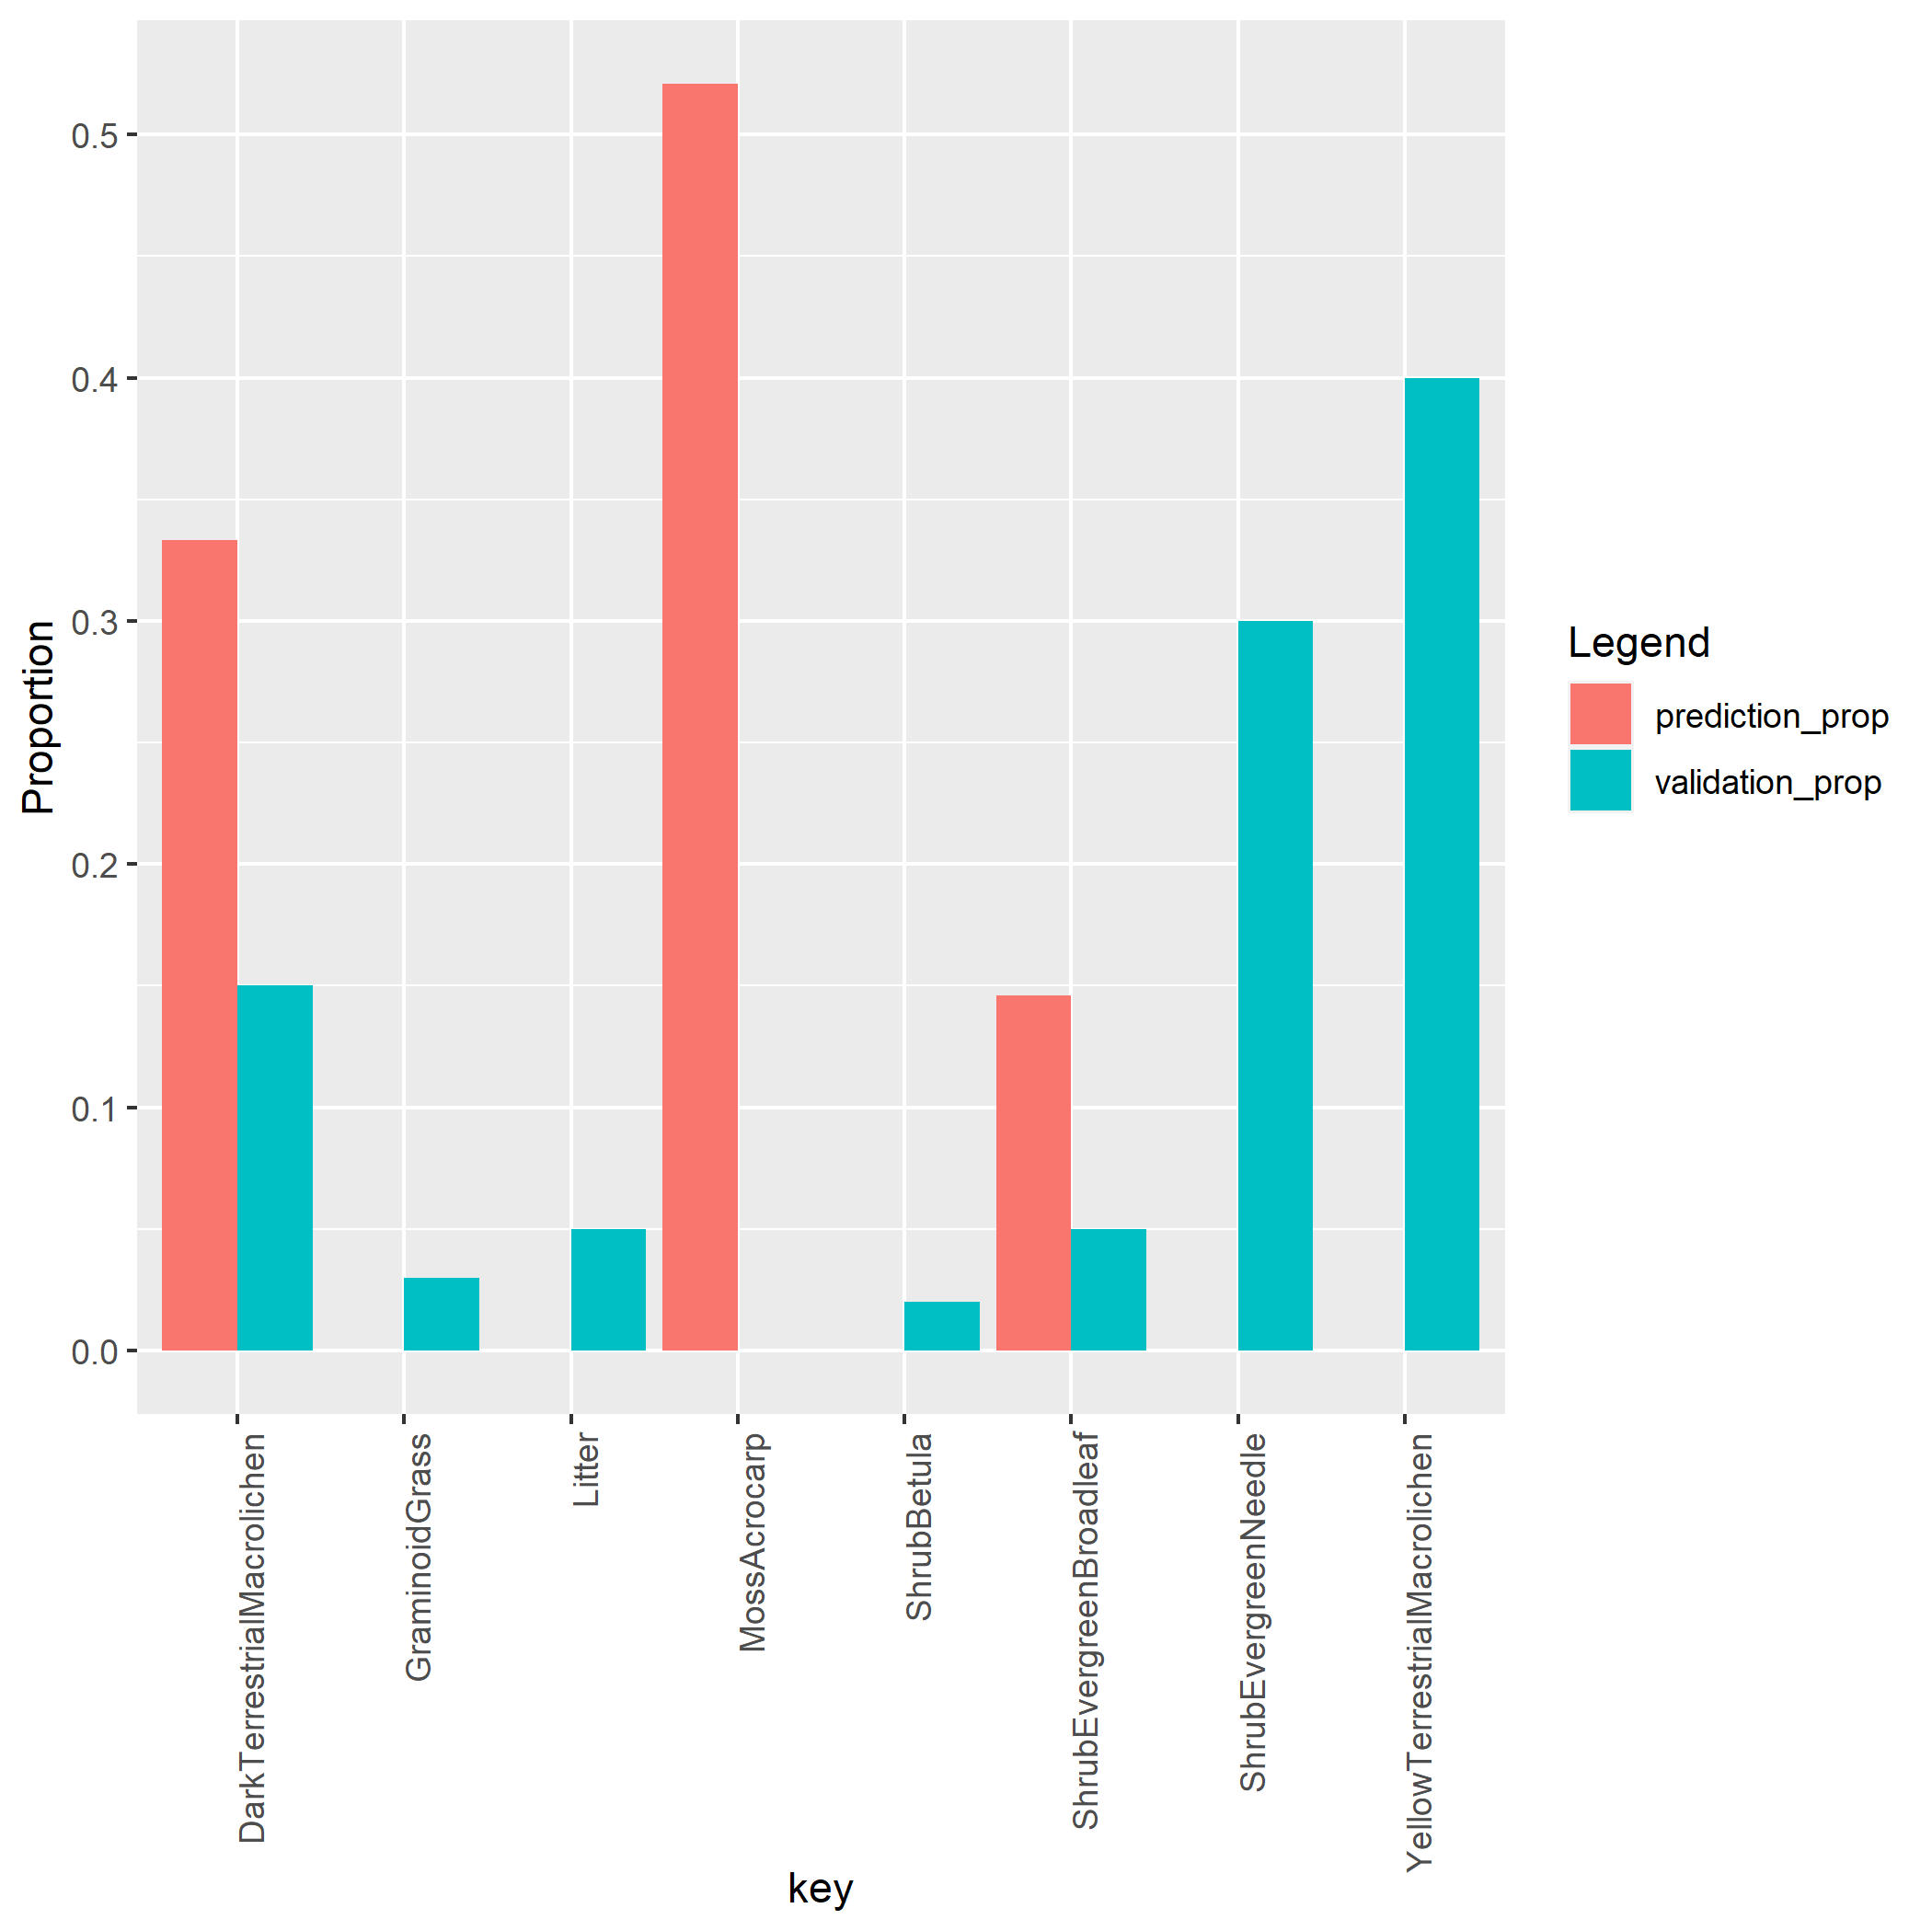 0.5
0.4
0.3
0.2
0.1
0.0
Proportion
DarkTerrestrialMacrolichen
GraminoidGrass
Litter
MossAcrocarp
ShrubBetula
ShrubEvergreenBroadleaf
ShrubEvergreenNeedle
YellowTerrestrialMacrolichen
key
Legend
prediction_prop
validation_prop